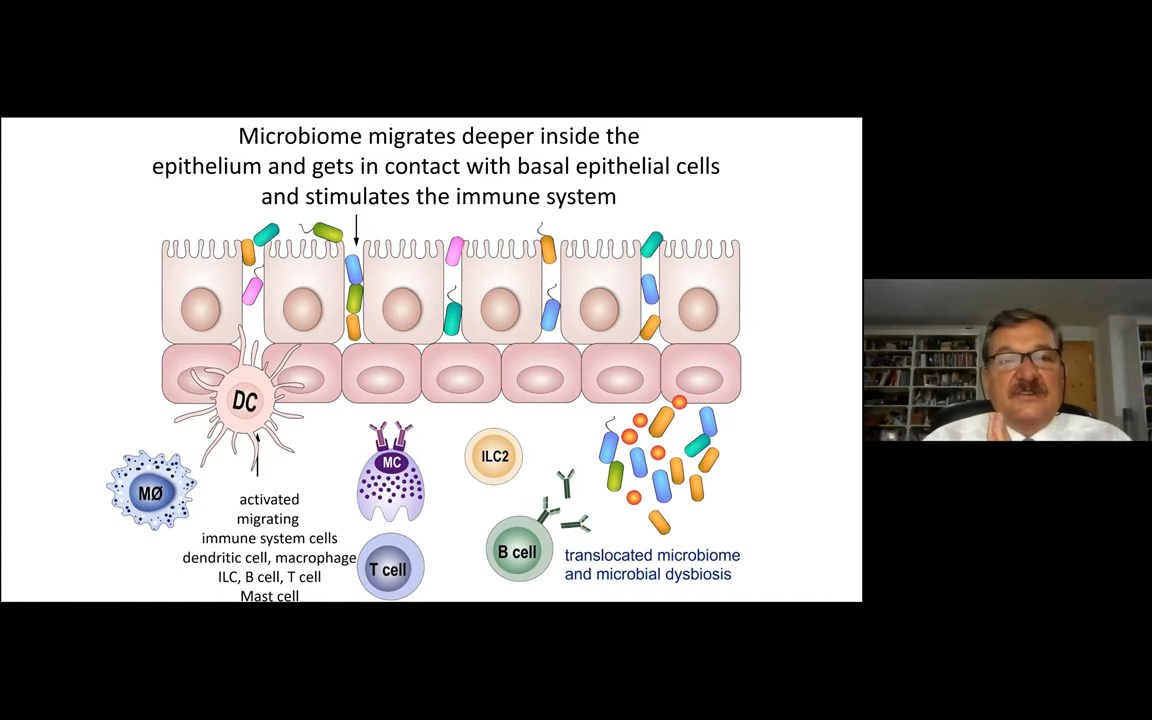 Microbiome migrates deeper inside the
epithelium and gets in contact with basal epithelial cells
and stimulates the immune system
DC
MØ
MC
ILC2
activated
migrating
immune system cells
dendritic cell, macrophage
ILC, B cell, T cell
Mast cell
T cell
B cell
translocated microbiome
and microbial dysbiosis